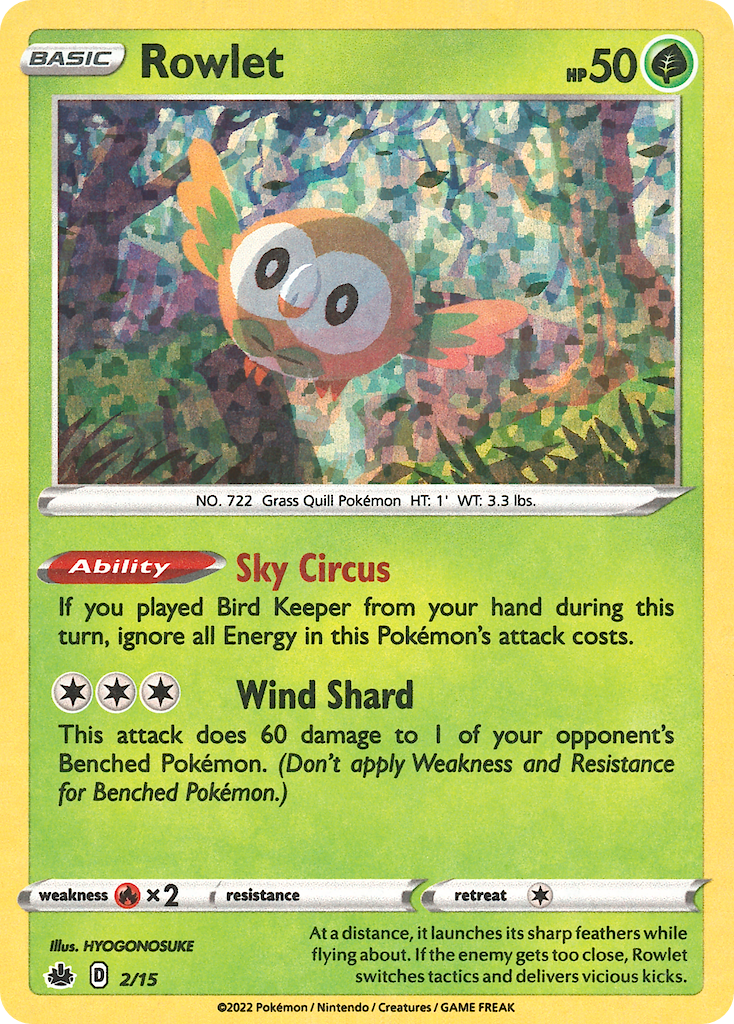 BASIC Rowlet HP 50
NO. 722 Grass Quill Pokémon HT: 1' WT: 3.3 lbs.
Ability Sky Circus
If you played Bird Keeper from your hand during this
turn, ignore all Energy in this Pokémon's attack costs.
Wind Shard
This attack does 60 damage to 1 of your opponent's
Benched Pokémon. (Don't apply Weakness and Resistance
for Benched Pokémon.)
weakness ×2 resistance retreat
Illus. HYOGONOSUKE
D 2/15
At a distance, it launches its sharp feathers while
flying about. If the enemy gets too close, Rowlet
switches tactics and delivers vicious kicks.
©2022 Pokémon / Nintendo / Creatures / GAME FREAK